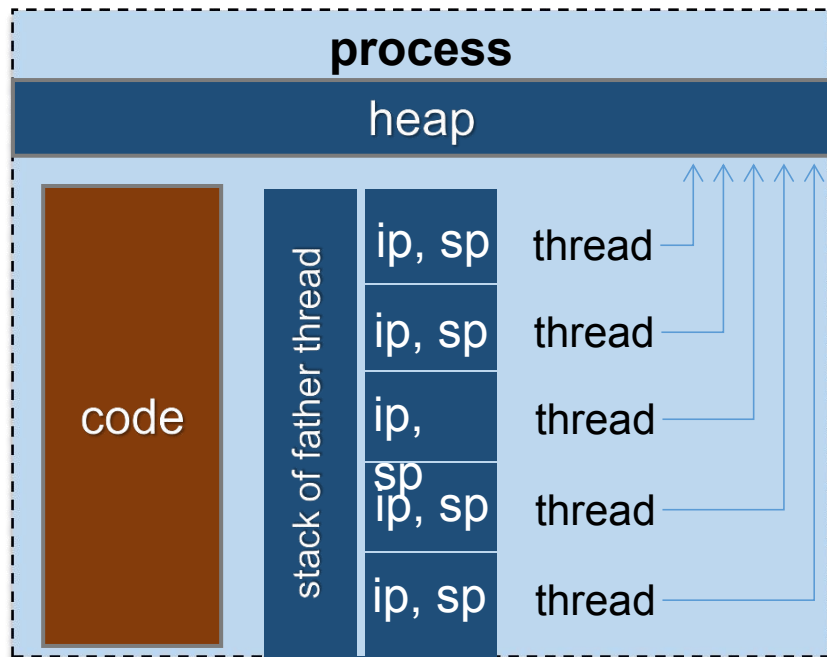 process
heap
code
stack of father thread
ip, sp
thread
ip, sp
thread
ip,
sp
thread
ip, sp
thread
ip, sp
thread